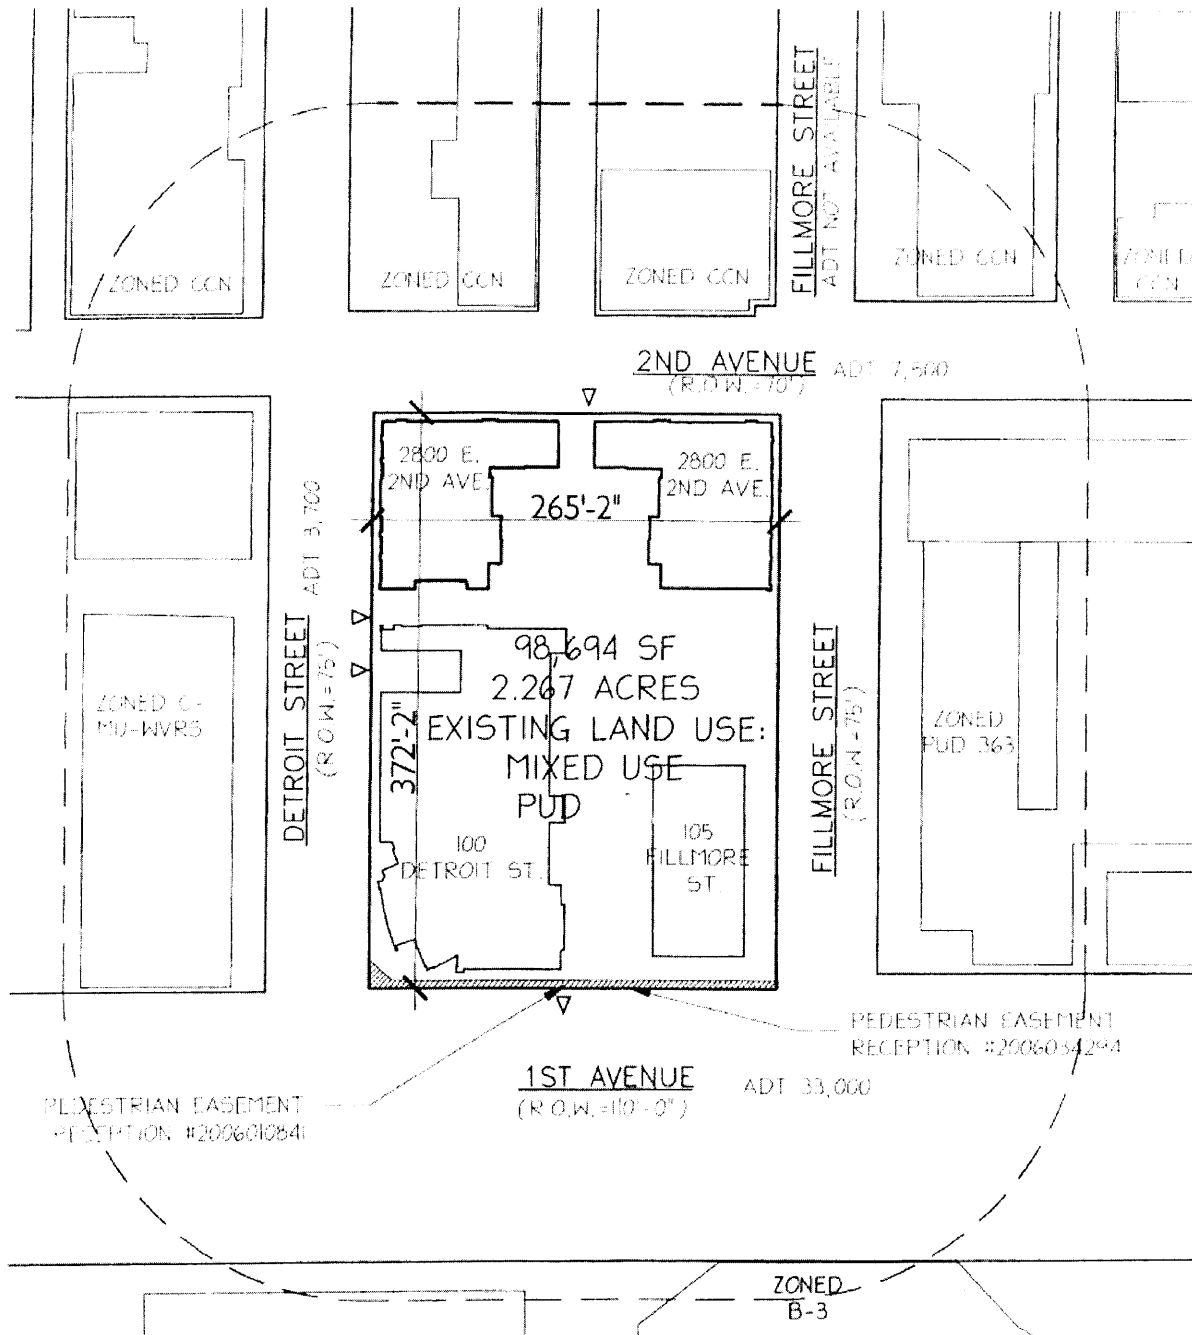 FILLMORE STREET
ADT NOT AVAILABLE
ZONED CCN
ZONED CCN
ZONED CCN
ZONED CCN
ZONED
CCN
2ND AVENUE ADT 7,500
(R.O.W.=70')
2800 E.
2ND AVE.
2800 E.
2ND AVE.
265'-2"
DETROIT STREET ADT 3,700
(R.O.W.=75')
98,694 SF
2.267 ACRES
EXISTING LAND USE:
MIXED USE
PUD
372'-2"
ZONED C-
MU-WVRS
FILLMORE STREET
(R.O.W.=75')
ZONED
PUD 363
100
DETROIT ST.
105
FILLMORE
ST.
PEDESTRIAN EASEMENT
RECEPTION #2006034294
1ST AVENUE ADT 33,000
(R.O.W.=110'-0")
PEDESTRIAN EASEMENT
RECEPTION #2006010841
ZONED
B-3